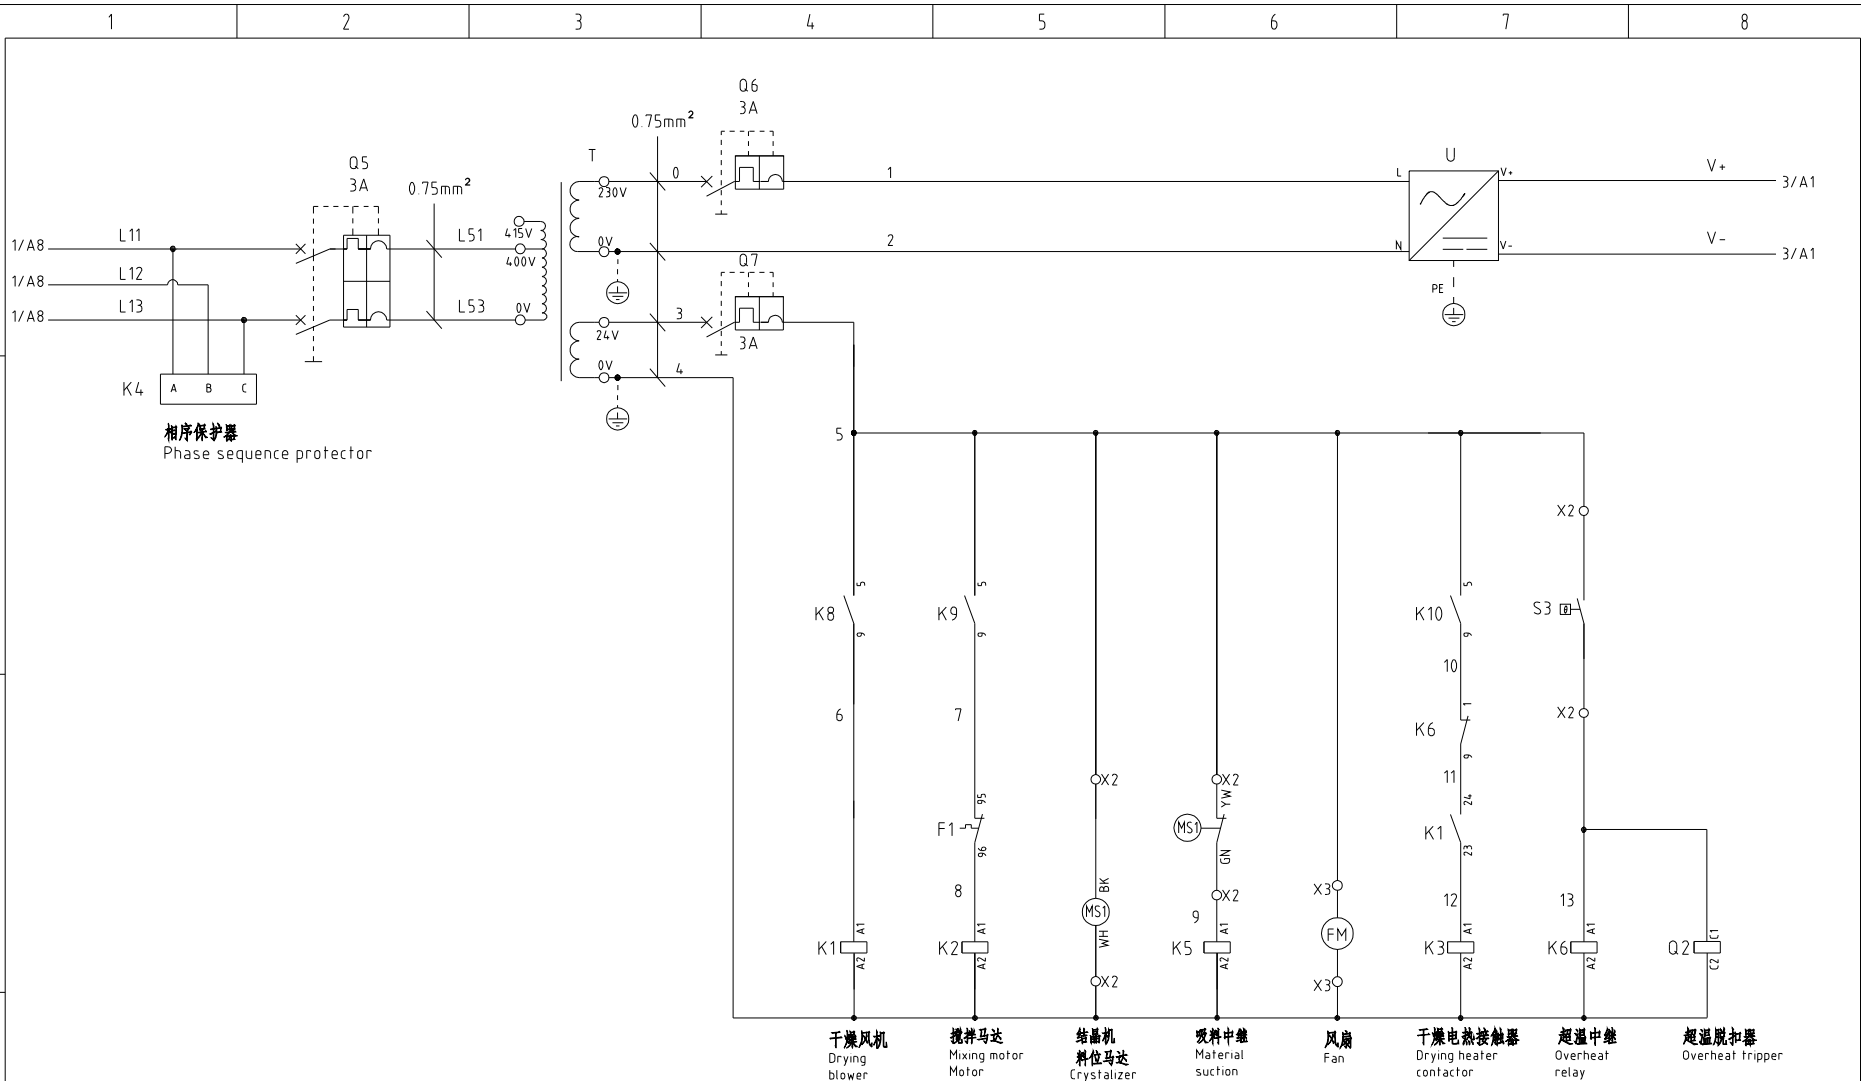 1 2 3 4 5 6 7 8
Q6
3A
0.75mm²
Q5
3A
0.75mm²
T
0
1
U
V+
230V
L
V+
3/A1
1/A8
L11
L51
415V
400V
0V
2
N
V-
V-
3/A1
1/A8
L12
Q7
PE
1/A8
L13
L53
0V
3
24V
3A
0V
4
K4
A B C
相序保护器
Phase sequence protector
5
X2
5 5 5
K8
K9
K10
S3
9 9 9
10
6
7
1
K6
X2
9
11
X2
X2
YW
95
24
F1
MS1
K1
96
GN
23
8
BK
X2
X3
12
13
MS1
9
FM
K1
A1
A2
K2
A1
A2
WH
K5
A1
A2
K3
A1
A2
K6
A1
A2
Q2
C1
C2
X2
X3
干燥风机
Drying
blower
搅拌马达
Mixing motor
Motor
结晶机
料位马达
Crystalizer
吸料中继
Material
suction
风扇
Fan
干燥电热接触器
Drying heater
contactor
超温中继
Overheat
relay
超温脱扣器
Overheat tripper